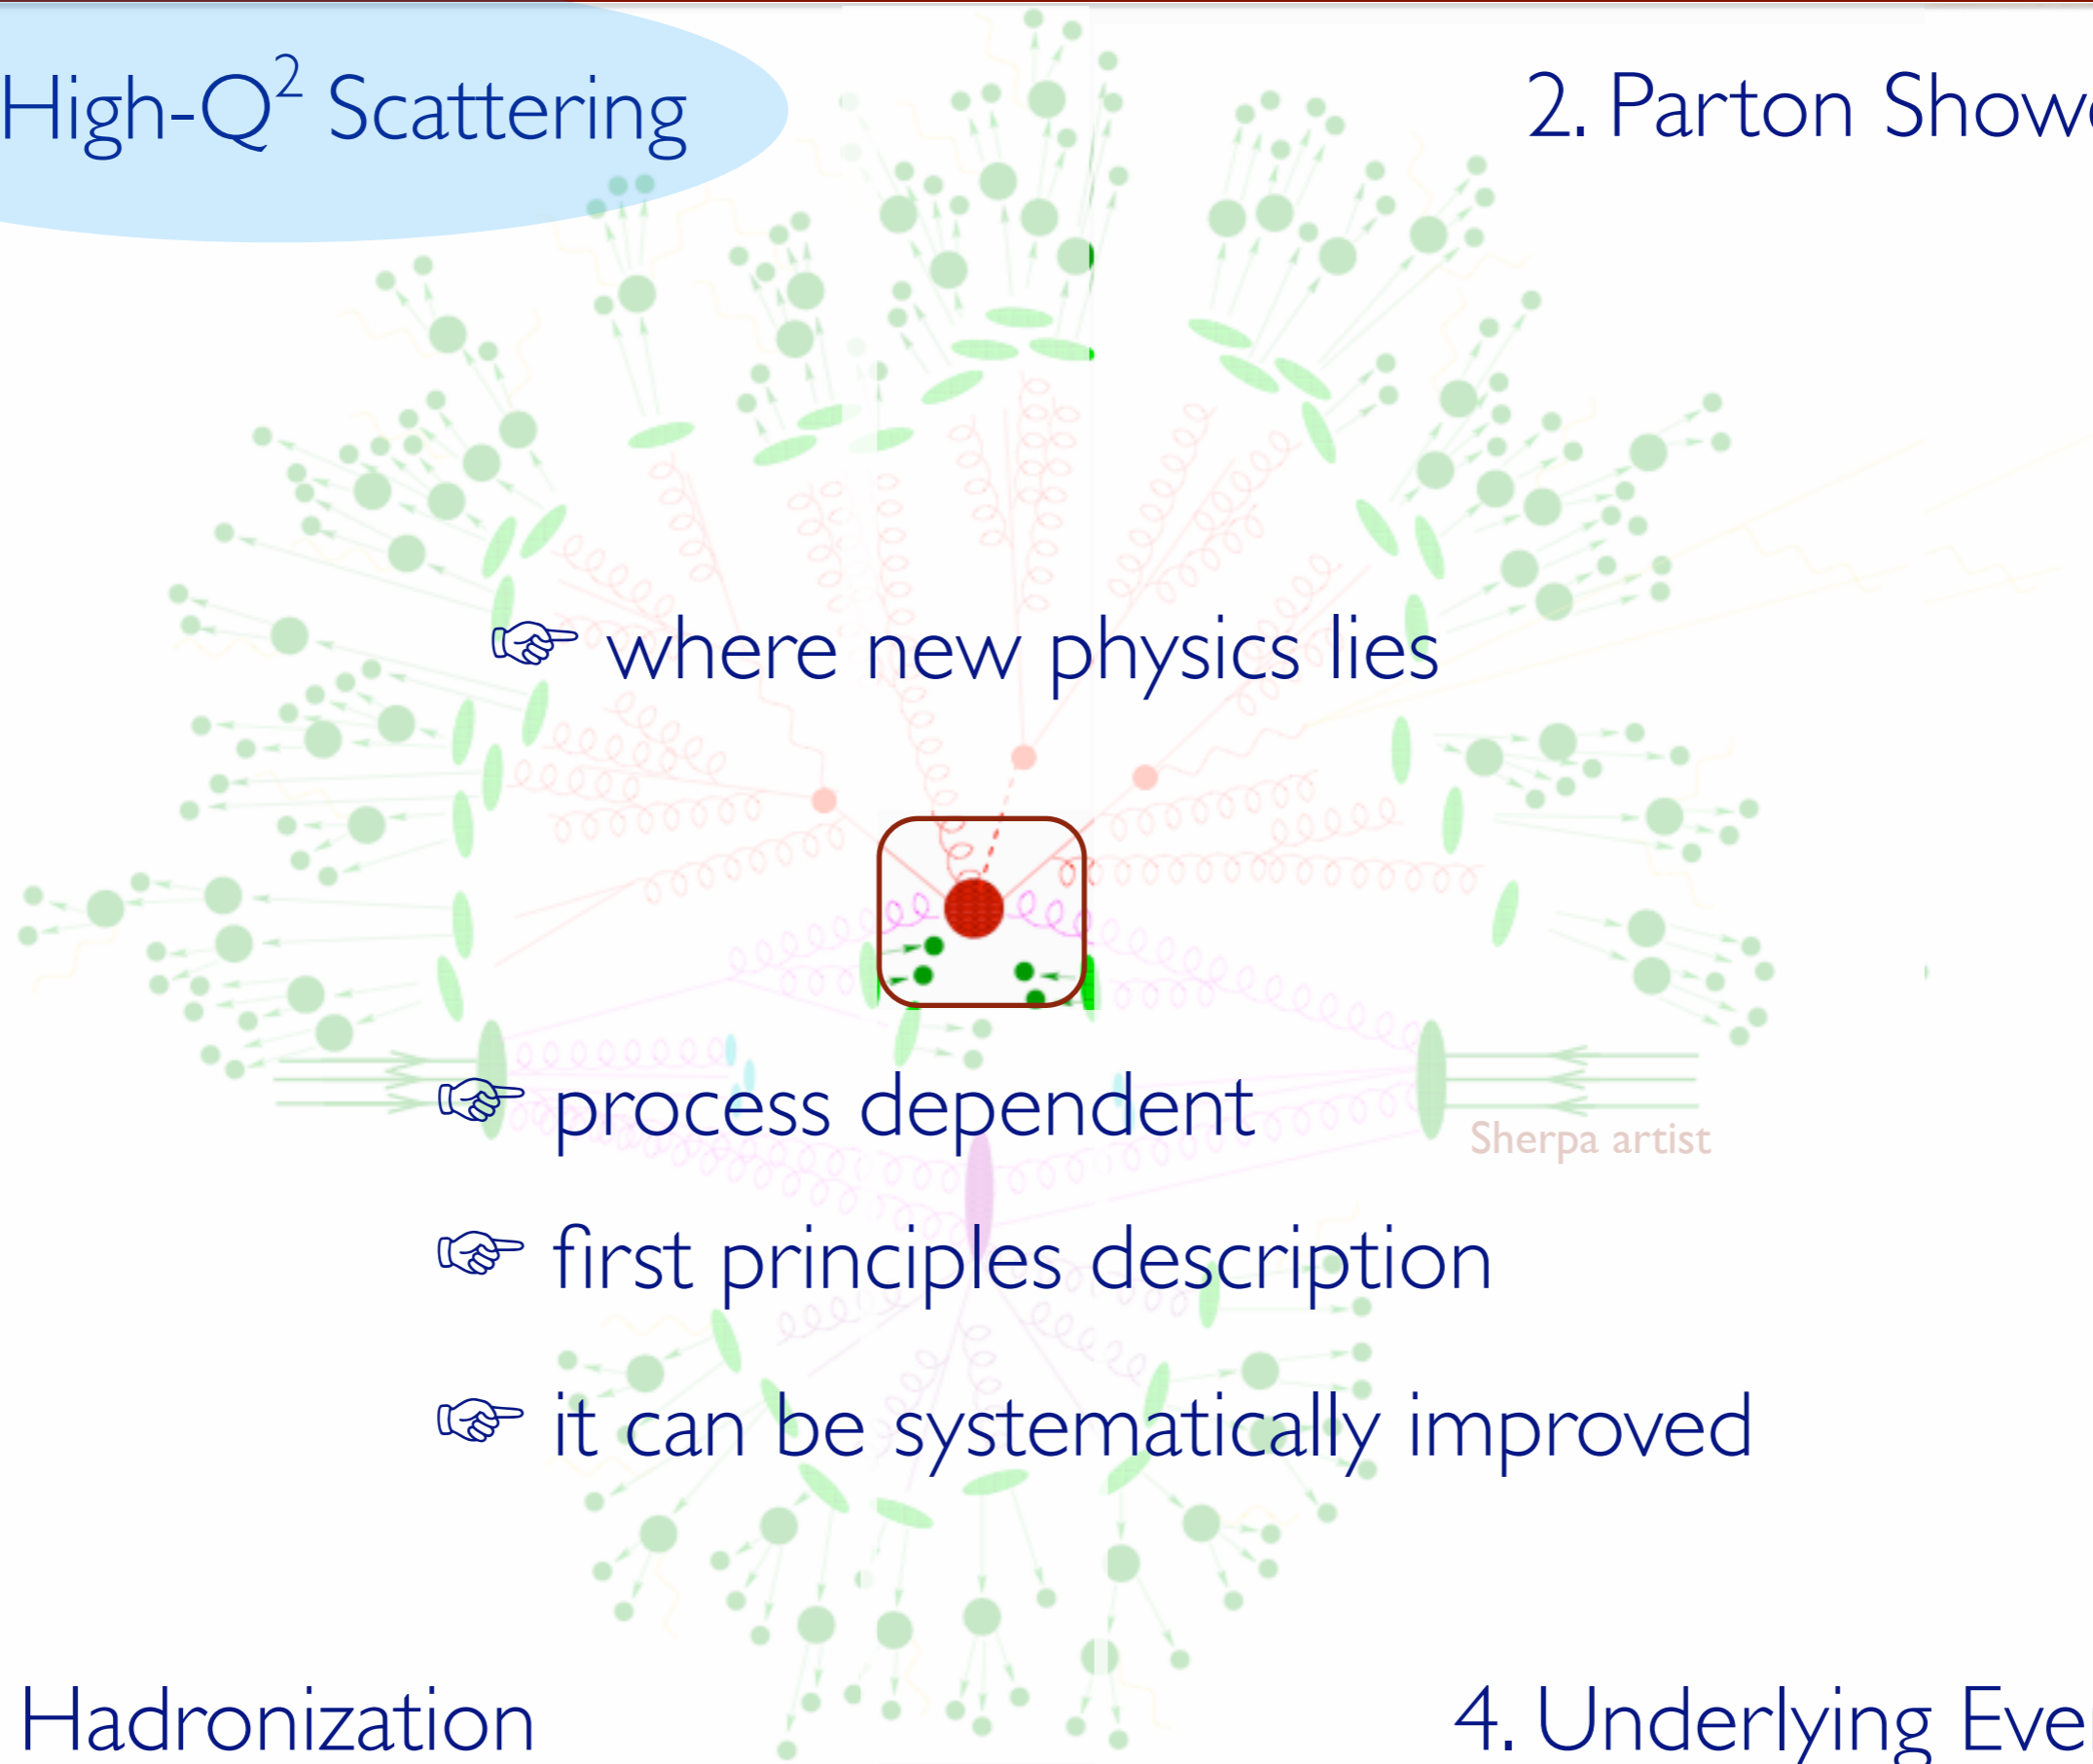 High-Q² Scattering
2. Parton Showe
☞ where new physics lies
☞ process dependent
Sherpa artist
☞ first principles description
☞ it can be systematically improved
Hadronization
4. Underlying Eve